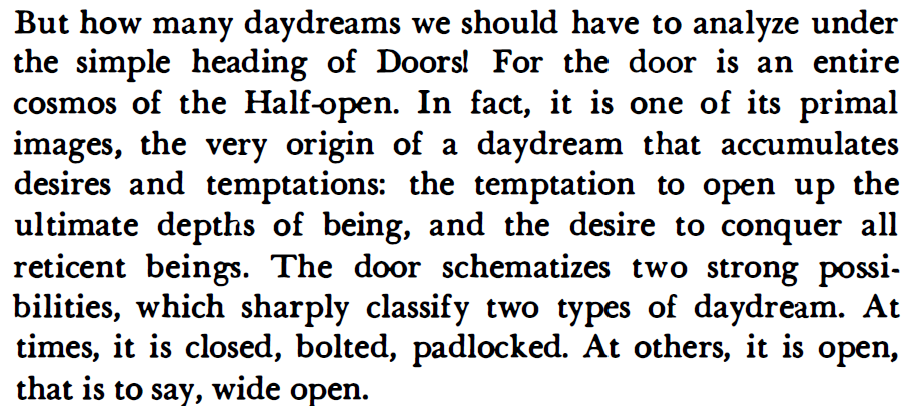 But how many daydreams we should have to analyze under
the simple heading of Doors! For the door is an entire
cosmos of the Half-open. In fact, it is one of its primal
images, the very origin of a daydream that accumulates
desires and temptations: the temptation to open up the
ultimate depths of being, and the desire to conquer all
reticent beings. The door schematizes two strong possi-
bilities, which sharply classify two types of daydream. At
times, it is closed, bolted, padlocked. At others, it is open,
that is to say, wide open.